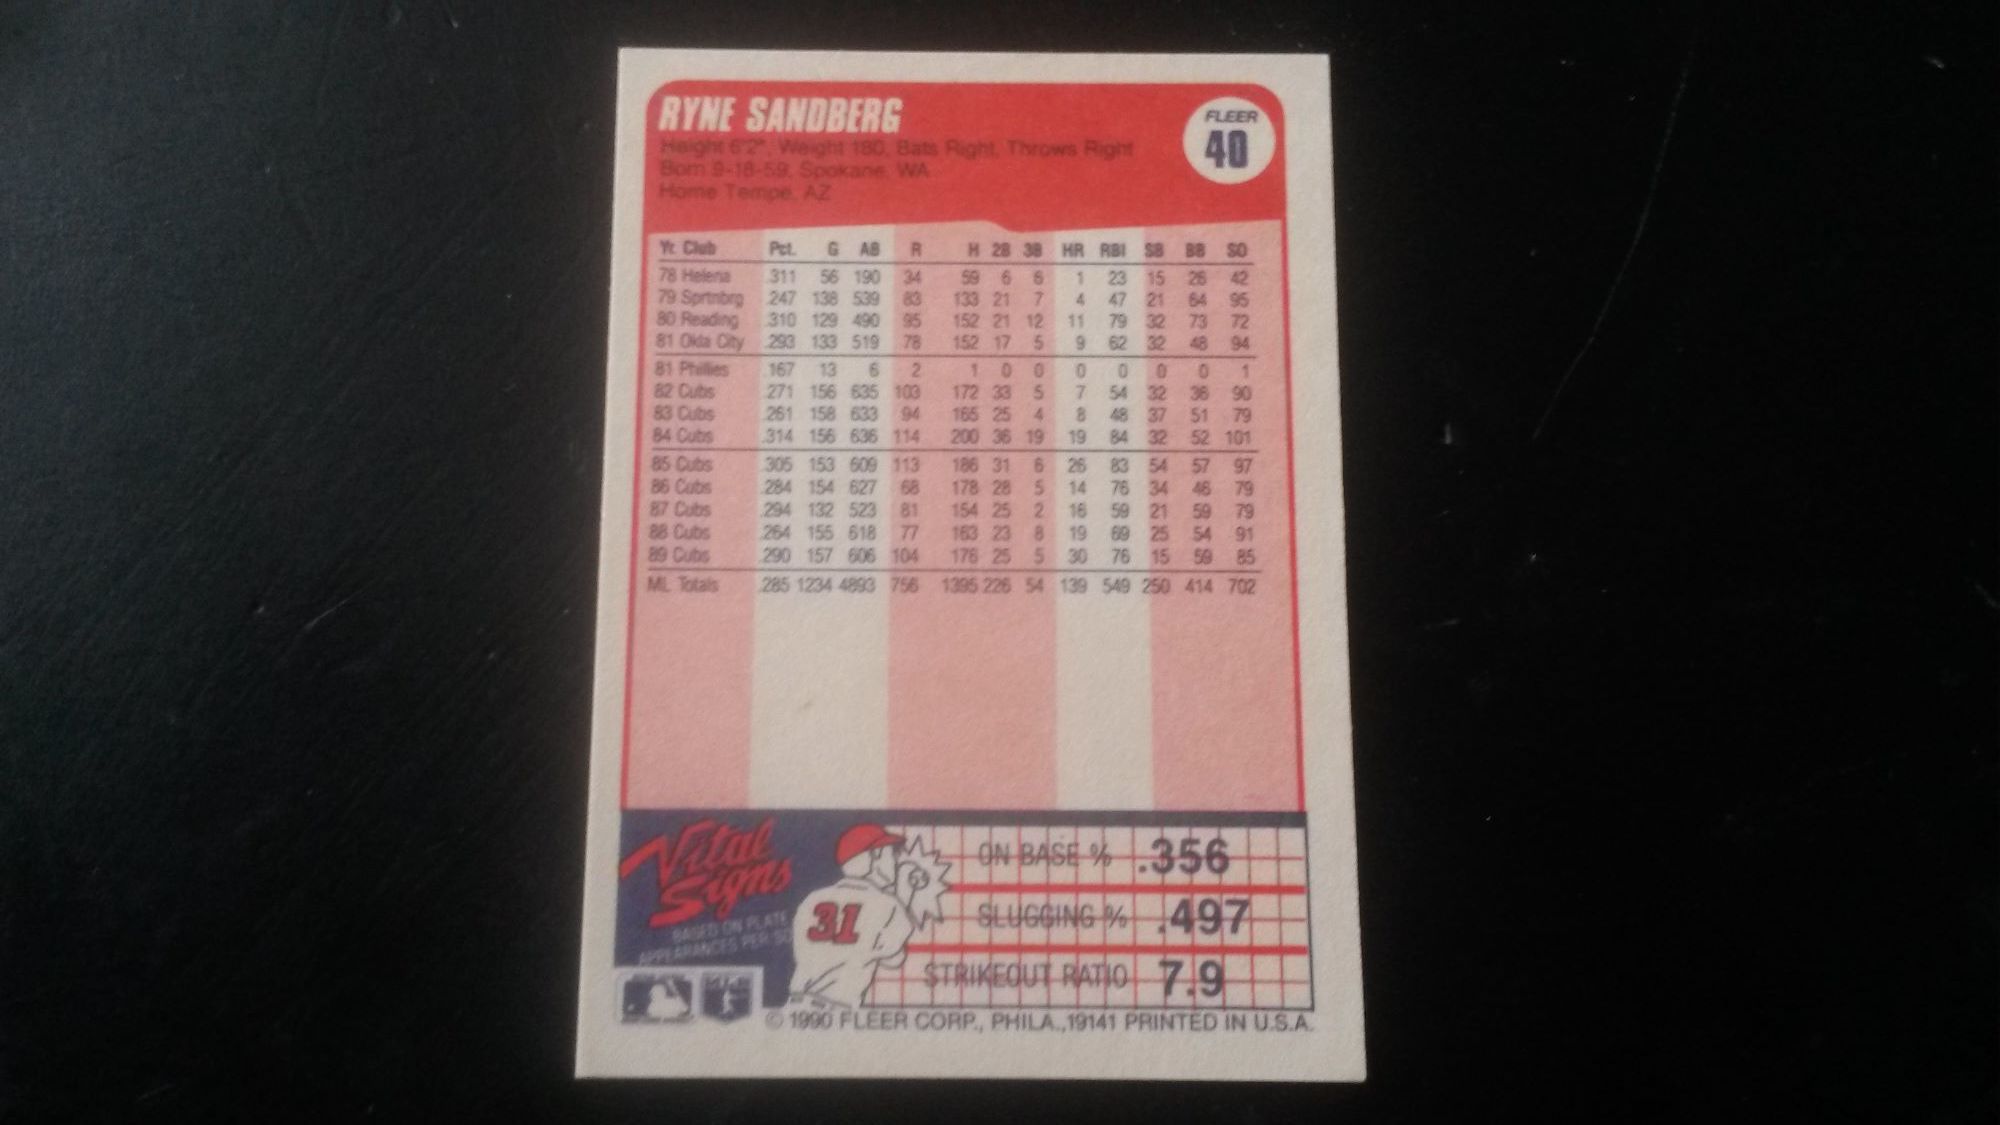 RYNE SANDBERG
FLEER
40
Height 6'2", Weight 180, Bats Right, Throws Right
Born 9-18-59, Spokane, WA
Home Tempe, AZ
Yr. Club Pct. G AB R H 2B 3B HR RBI SB BB SO
78 Helena .311 56 190 34 59 6 6 1 23 15 26 42
79 Sprtnbrg .247 138 539 83 133 21 7 4 47 21 64 95
80 Reading .310 129 490 95 152 21 12 11 79 32 73 72
81 Okla City .293 133 519 78 152 17 5 9 62 32 48 94
81 Phillies .167 13 6 2 1 0 0 0 0 0 0 1
82 Cubs .271 156 635 103 172 33 5 7 54 32 36 90
83 Cubs .261 158 633 94 165 25 4 8 48 37 51 79
84 Cubs .314 156 636 114 200 36 19 19 84 32 52 101
85 Cubs .305 153 609 113 186 31 6 26 83 54 57 97
86 Cubs .284 154 627 68 178 28 5 14 76 34 46 79
87 Cubs .294 132 523 81 154 25 2 16 59 21 59 79
88 Cubs .264 155 618 77 163 23 8 19 69 25 54 91
89 Cubs .290 157 606 104 176 25 5 30 76 15 59 85
ML Totals .285 1234 4893 756 1395 226 54 139 549 250 414 702
Vital
Signs
BASED ON PLATE
APPEARANCES PER SO
31
ON BASE % .356
SLUGGING % .497
STRIKEOUT RATIO 7.9
© 1990 FLEER CORP., PHILA., 19141 PRINTED IN U.S.A.